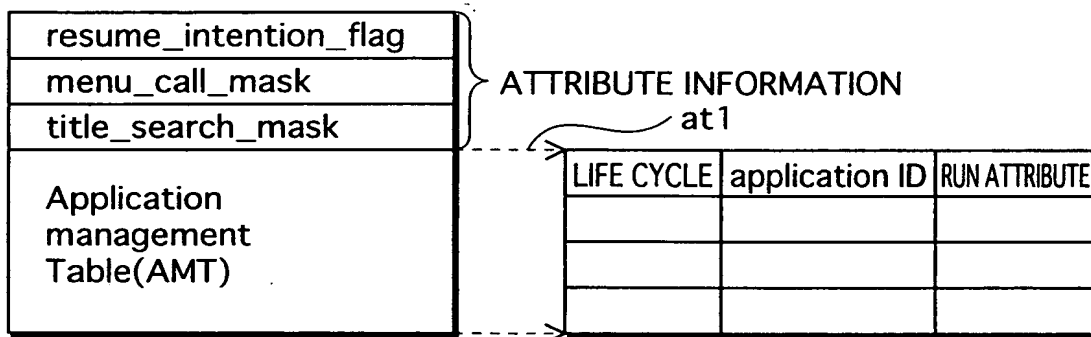 resume_intention_flag
menu_call_mask
title_search_mask
ATTRIBUTE INFORMATION
at1
Application
management
Table(AMT)
LIFE CYCLE
application ID
RUN ATTRIBUTE